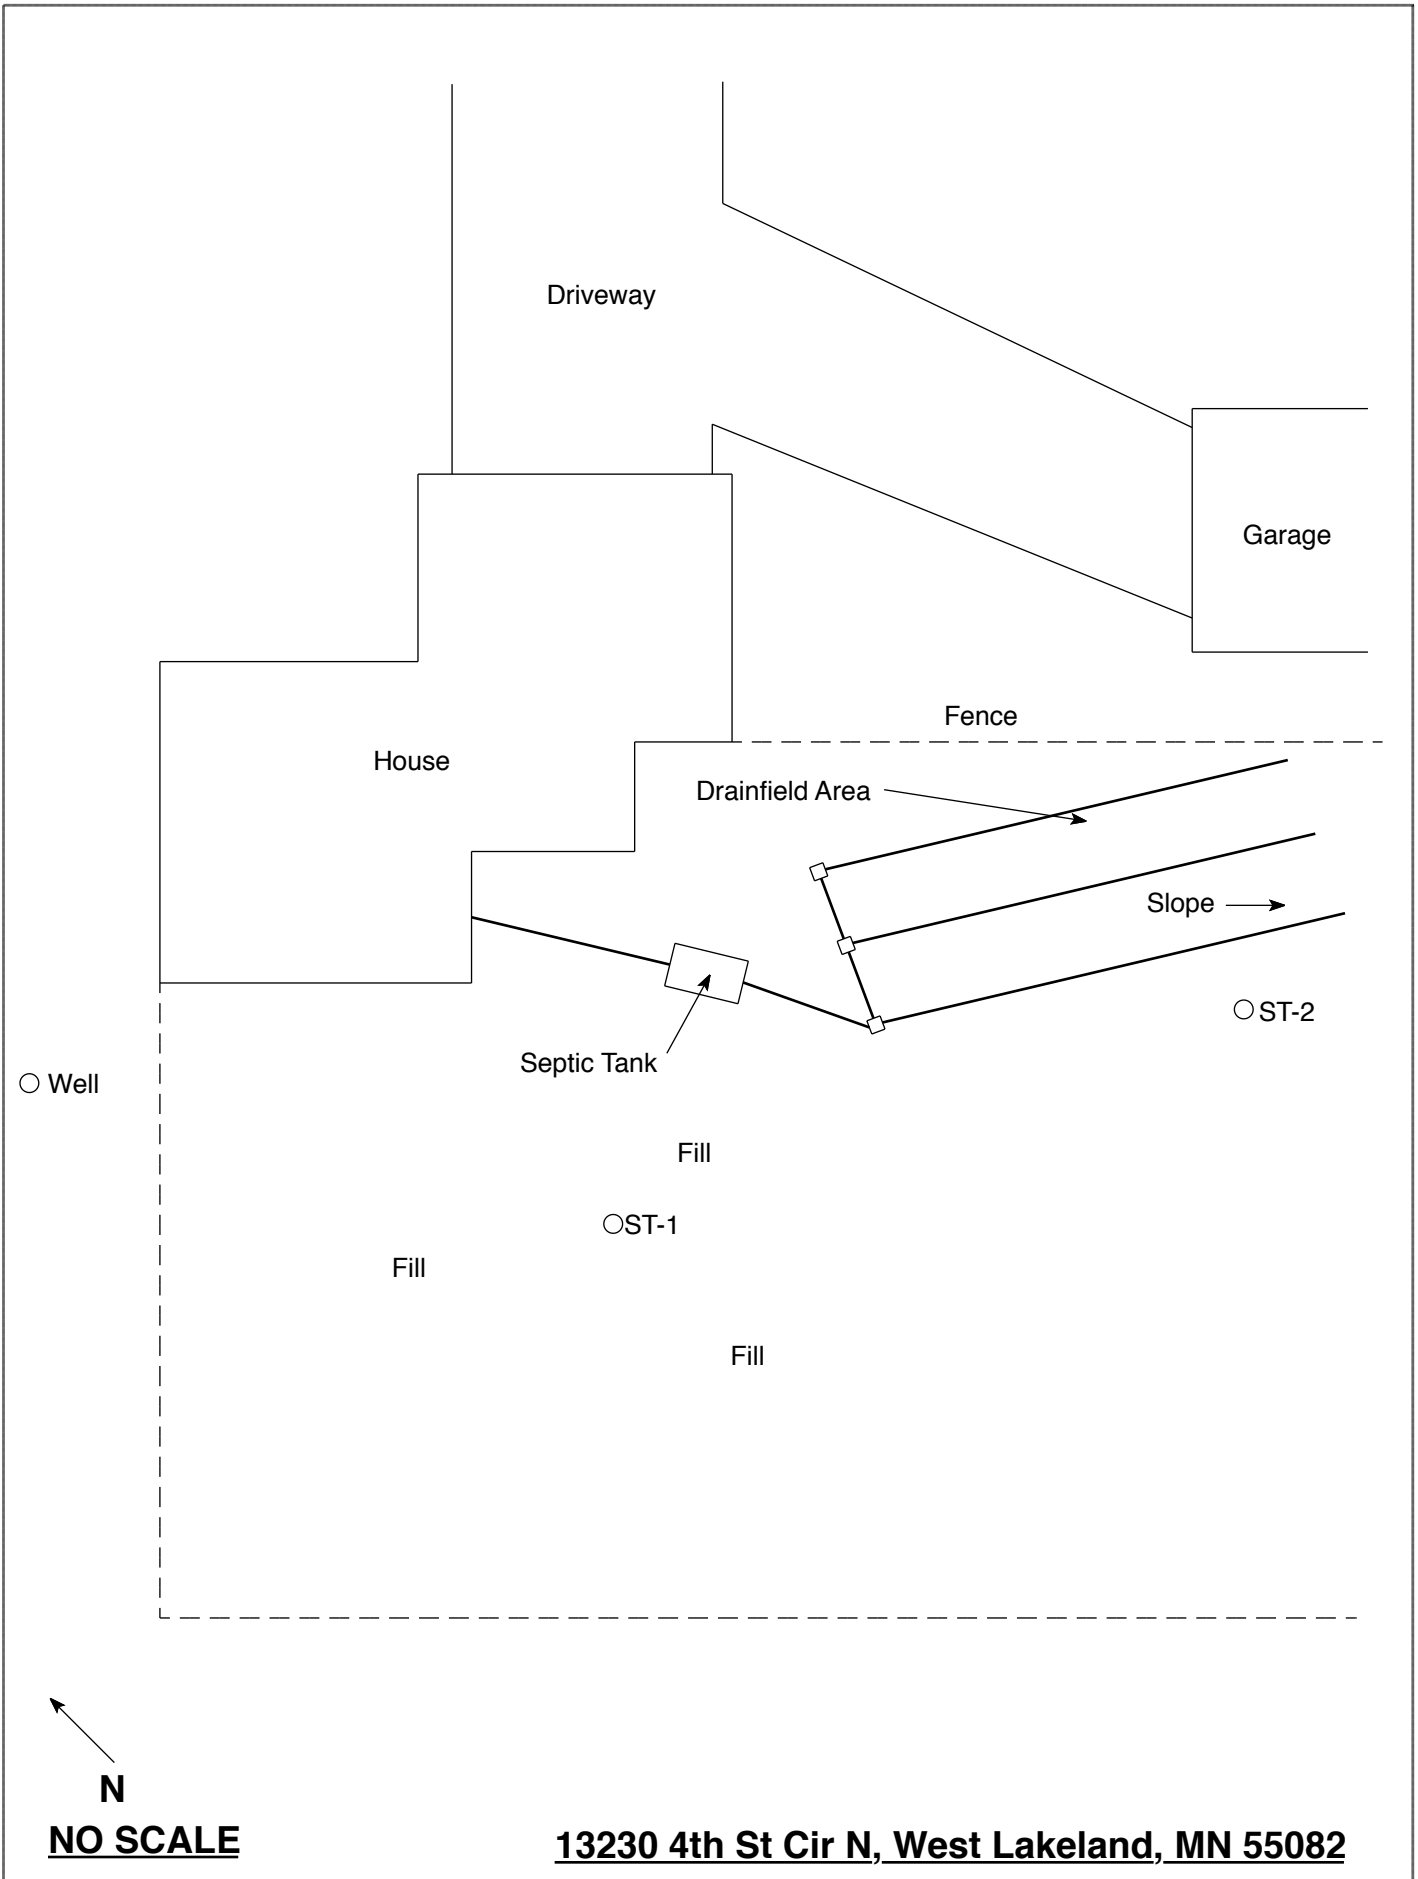 Driveway
Garage
Fence
House
Drainfield Area
Slope
ST-2
Septic Tank
Well
Fill
ST-1
Fill
Fill
N
NO SCALE
13230 4th St Cir N, West Lakeland, MN 55082